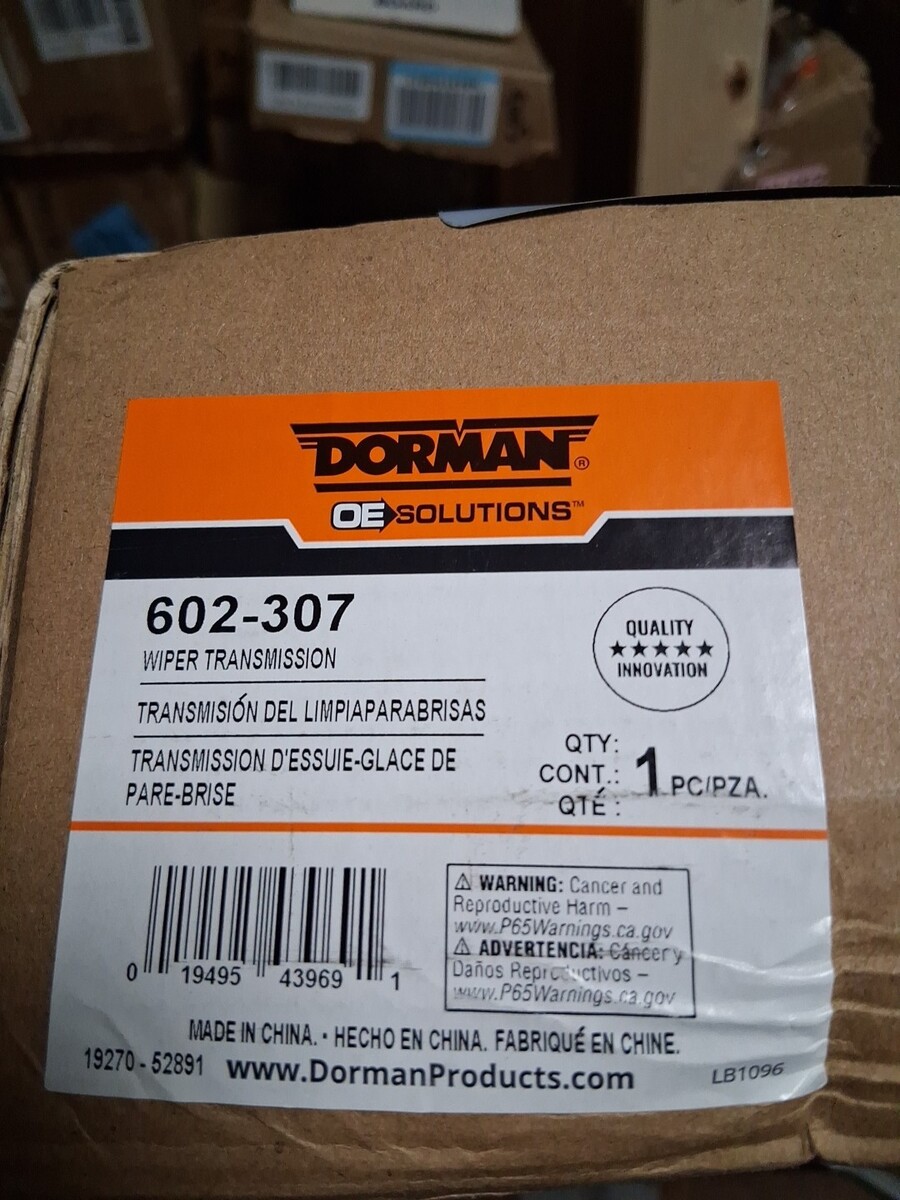 DORMAN®
OE SOLUTIONS™
602-307
WIPER TRANSMISSION
TRANSMISIÓN DEL LIMPIAPARABRISAS
TRANSMISSION D'ESSUIE-GLACE DE
PARE-BRISE
QUALITY
★★★★★
INNOVATION
QTY:
CONT.: 1 PC/PZA.
QTÉ :
0 19495 43969 1
⚠ WARNING: Cancer and
Reproductive Harm –
www.P65Warnings.ca.gov
⚠ ADVERTENCIA: Cáncer y
Daños Reproductivos –
www.P65Warnings.ca.gov
MADE IN CHINA. · HECHO EN CHINA. FABRIQUÉ EN CHINE.
19270 - 52891 www.DormanProducts.com LB1096